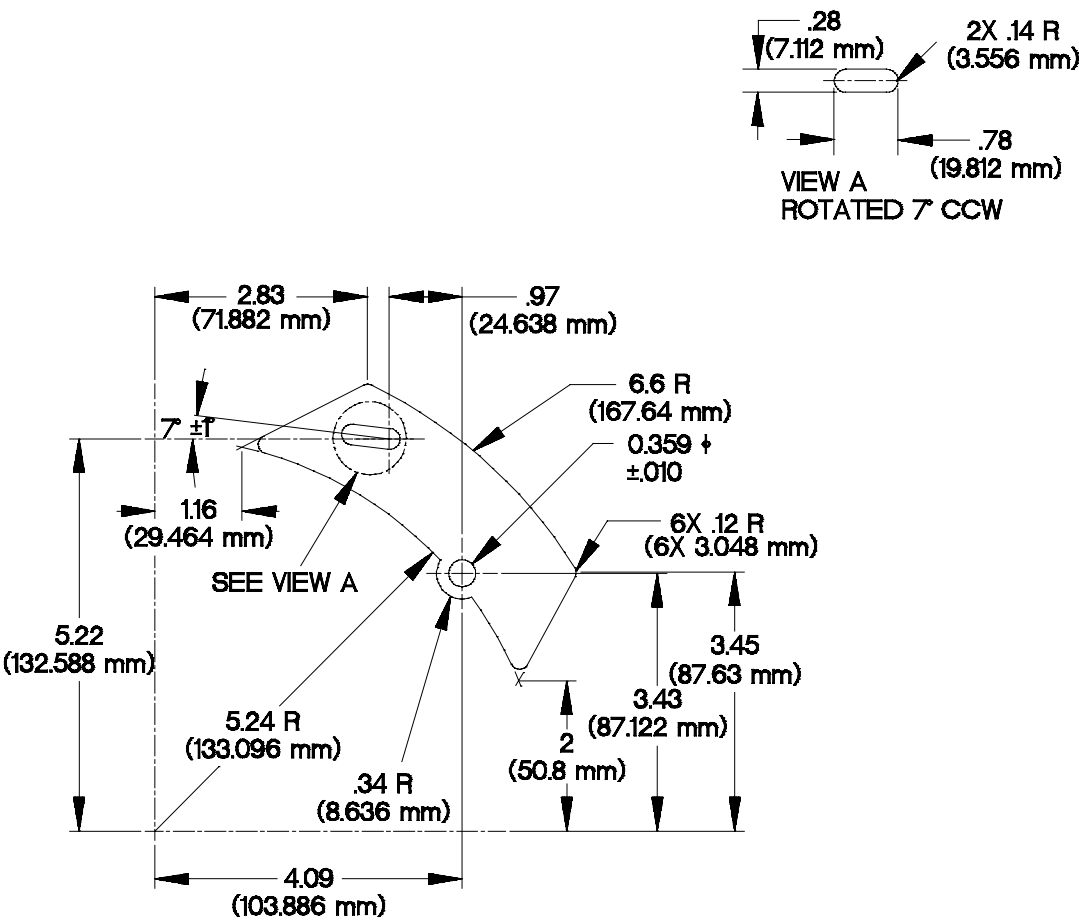 .28
(7.112 mm)
2X .14 R
(3.556 mm)
.78
(19.812 mm)
VIEW A
ROTATED 7° CCW
2.83
(71.882 mm)
.97
(24.638 mm)
6.6 R
(167.64 mm)
7° ±1°
0.359 ⌖
±.010
1.16
(29.464 mm)
6X .12 R
(6X 3.048 mm)
SEE VIEW A
5.22
(132.588 mm)
3.45
(87.63 mm)
3.43
(87.122 mm)
5.24 R
(133.096 mm)
2
(50.8 mm)
.34 R
(8.636 mm)
4.09
(103.886 mm)